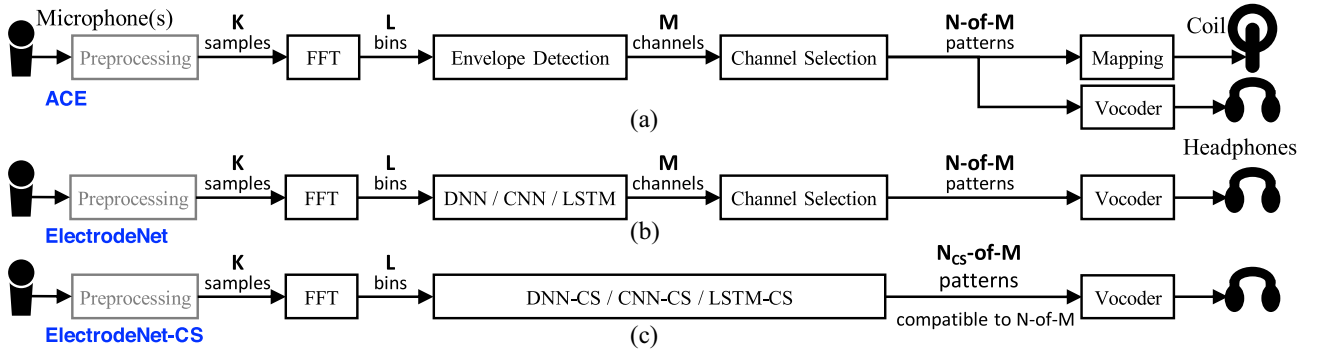 Microphone(s)
K
samples
L
bins
M
channels
N-of-M
patterns
Coil
Preprocessing
FFT
Envelope Detection
Channel Selection
Mapping
ACE
Vocoder
(a)
Headphones
K
samples
L
bins
M
channels
N-of-M
patterns
Preprocessing
FFT
DNN / CNN / LSTM
Channel Selection
Vocoder
ElectrodeNet
(b)
K
samples
L
bins
NCS-of-M
patterns
Preprocessing
FFT
DNN-CS / CNN-CS / LSTM-CS
compatible to N-of-M
Vocoder
ElectrodeNet-CS
(c)